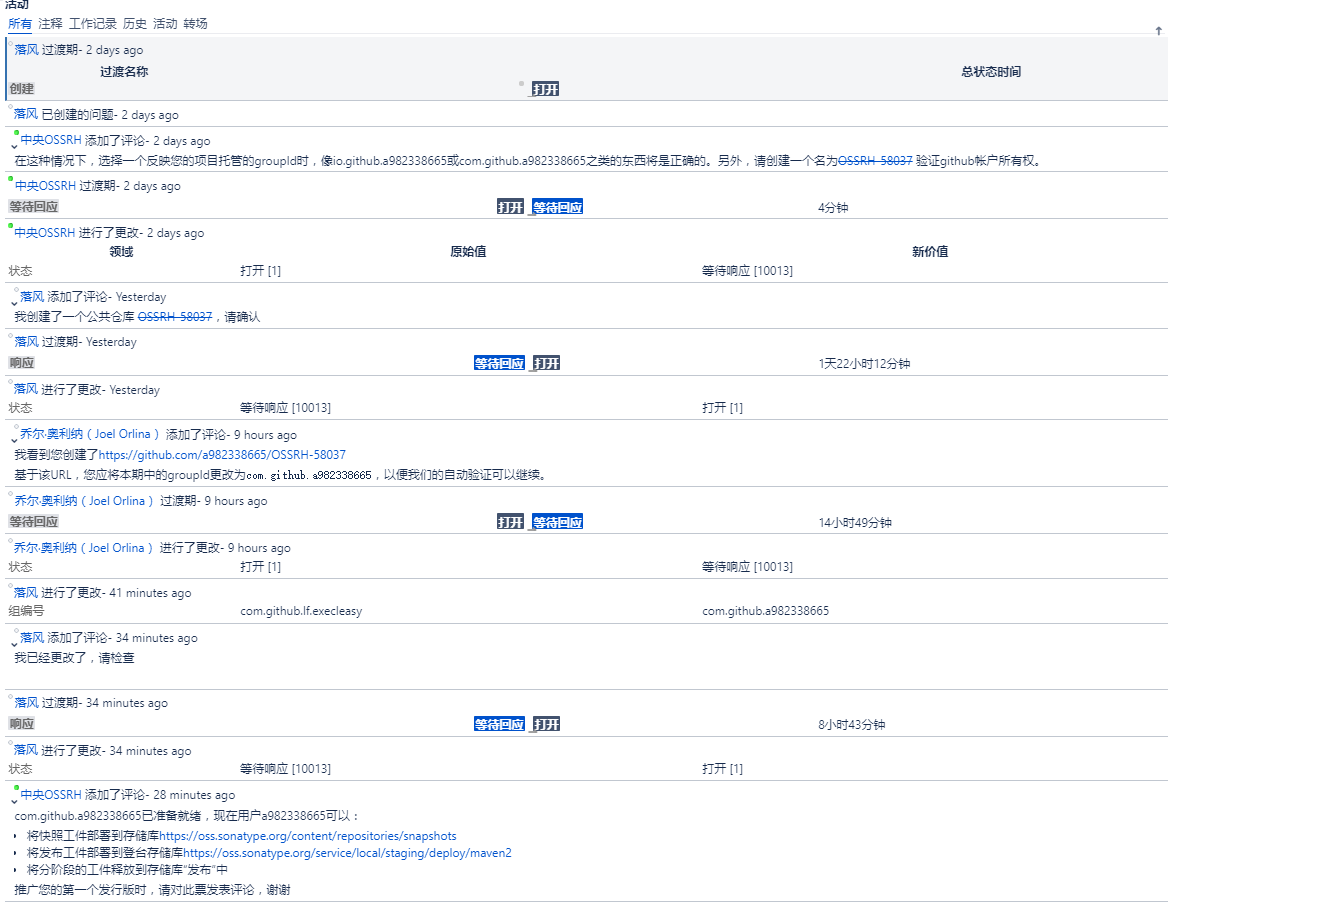 活动
所有 注释 工作记录 历史 活动 转场
落风 过渡期- 2 days ago
过渡名称 总状态时间
创建 打开
落风 已创建的问题- 2 days ago
中央OSSRH 添加了评论- 2 days ago
在这种情况下，选择一个反映您的项目托管的groupId时，像io.github.a982338665或com.github.a982338665之类的东西将是正确的。另外，请创建一个名为OSSRH-58037 验证github帐户所有权。
中央OSSRH 过渡期- 2 days ago
等待回应 打开 等待回应 4分钟
中央OSSRH 进行了更改- 2 days ago
领域 原始值 新价值
状态 打开 [1] 等待响应 [10013]
落风 添加了评论- Yesterday
我创建了一个公共仓库 OSSRH-58037，请确认
落风 过渡期- Yesterday
响应 等待回应 打开 1天22小时12分钟
落风 进行了更改- Yesterday
状态 等待响应 [10013] 打开 [1]
乔尔·奥利纳（Joel Orlina ） 添加了评论- 9 hours ago
我看到您创建了https://github.com/a982338665/OSSRH-58037
基于该URL，您应将本期中的groupId更改为com.github.a982338665，以便我们的自动验证可以继续。
乔尔·奥利纳（Joel Orlina ） 过渡期- 9 hours ago
等待回应 打开 等待回应 14小时49分钟
乔尔·奥利纳（Joel Orlina ） 进行了更改- 9 hours ago
状态 打开 [1] 等待响应 [10013]
落风 进行了更改- 41 minutes ago
组编号 com.github.lf.execleasy com.github.a982338665
落风 添加了评论- 34 minutes ago
我已经更改了，请检查
落风 过渡期- 34 minutes ago
响应 等待回应 打开 8小时43分钟
落风 进行了更改- 34 minutes ago
状态 等待响应 [10013] 打开 [1]
中央OSSRH 添加了评论- 28 minutes ago
com.github.a982338665已准备就绪，现在用户a982338665可以：
• 将快照工件部署到存储库https://oss.sonatype.org/content/repositories/snapshots
• 将发布工件部署到登台存储库https://oss.sonatype.org/service/local/staging/deploy/maven2
• 将分阶段的工件释放到存储库“发布”中
推广您的第一个发行版时，请对此票发表评论，谢谢